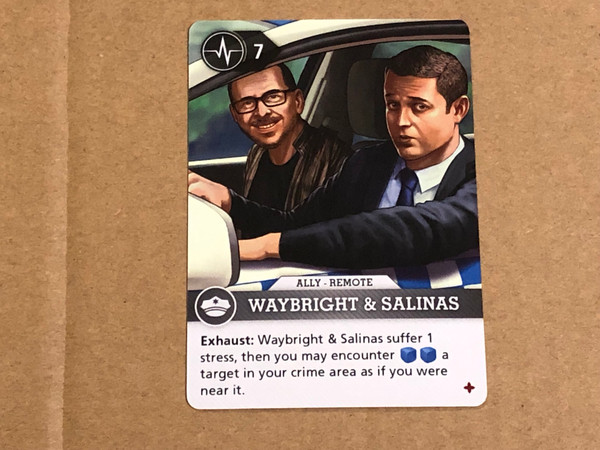 7
ALLY - REMOTE
WAYBRIGHT & SALINAS
Exhaust: Waybright & Salinas suffer 1
stress, then you may encounter a
target in your crime area as if you were
near it.